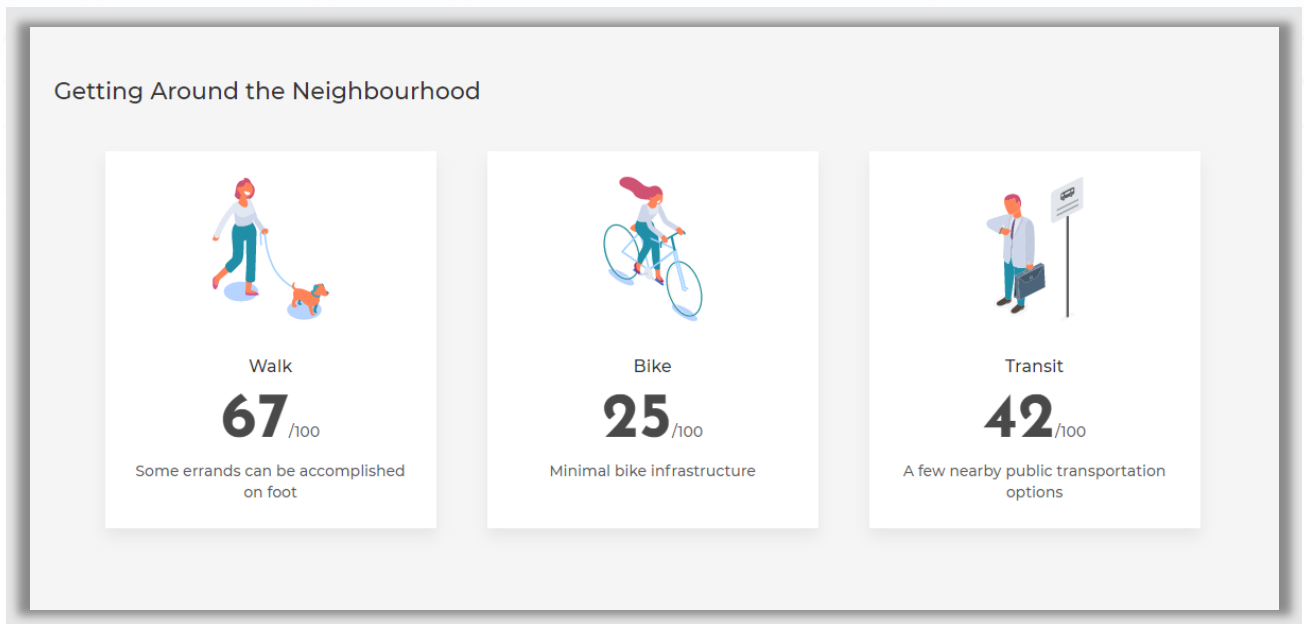 Getting Around the Neighbourhood
Walk
67/100
Some errands can be accomplished
on foot
Bike
25/100
Minimal bike infrastructure
Transit
42/100
A few nearby public transportation
options